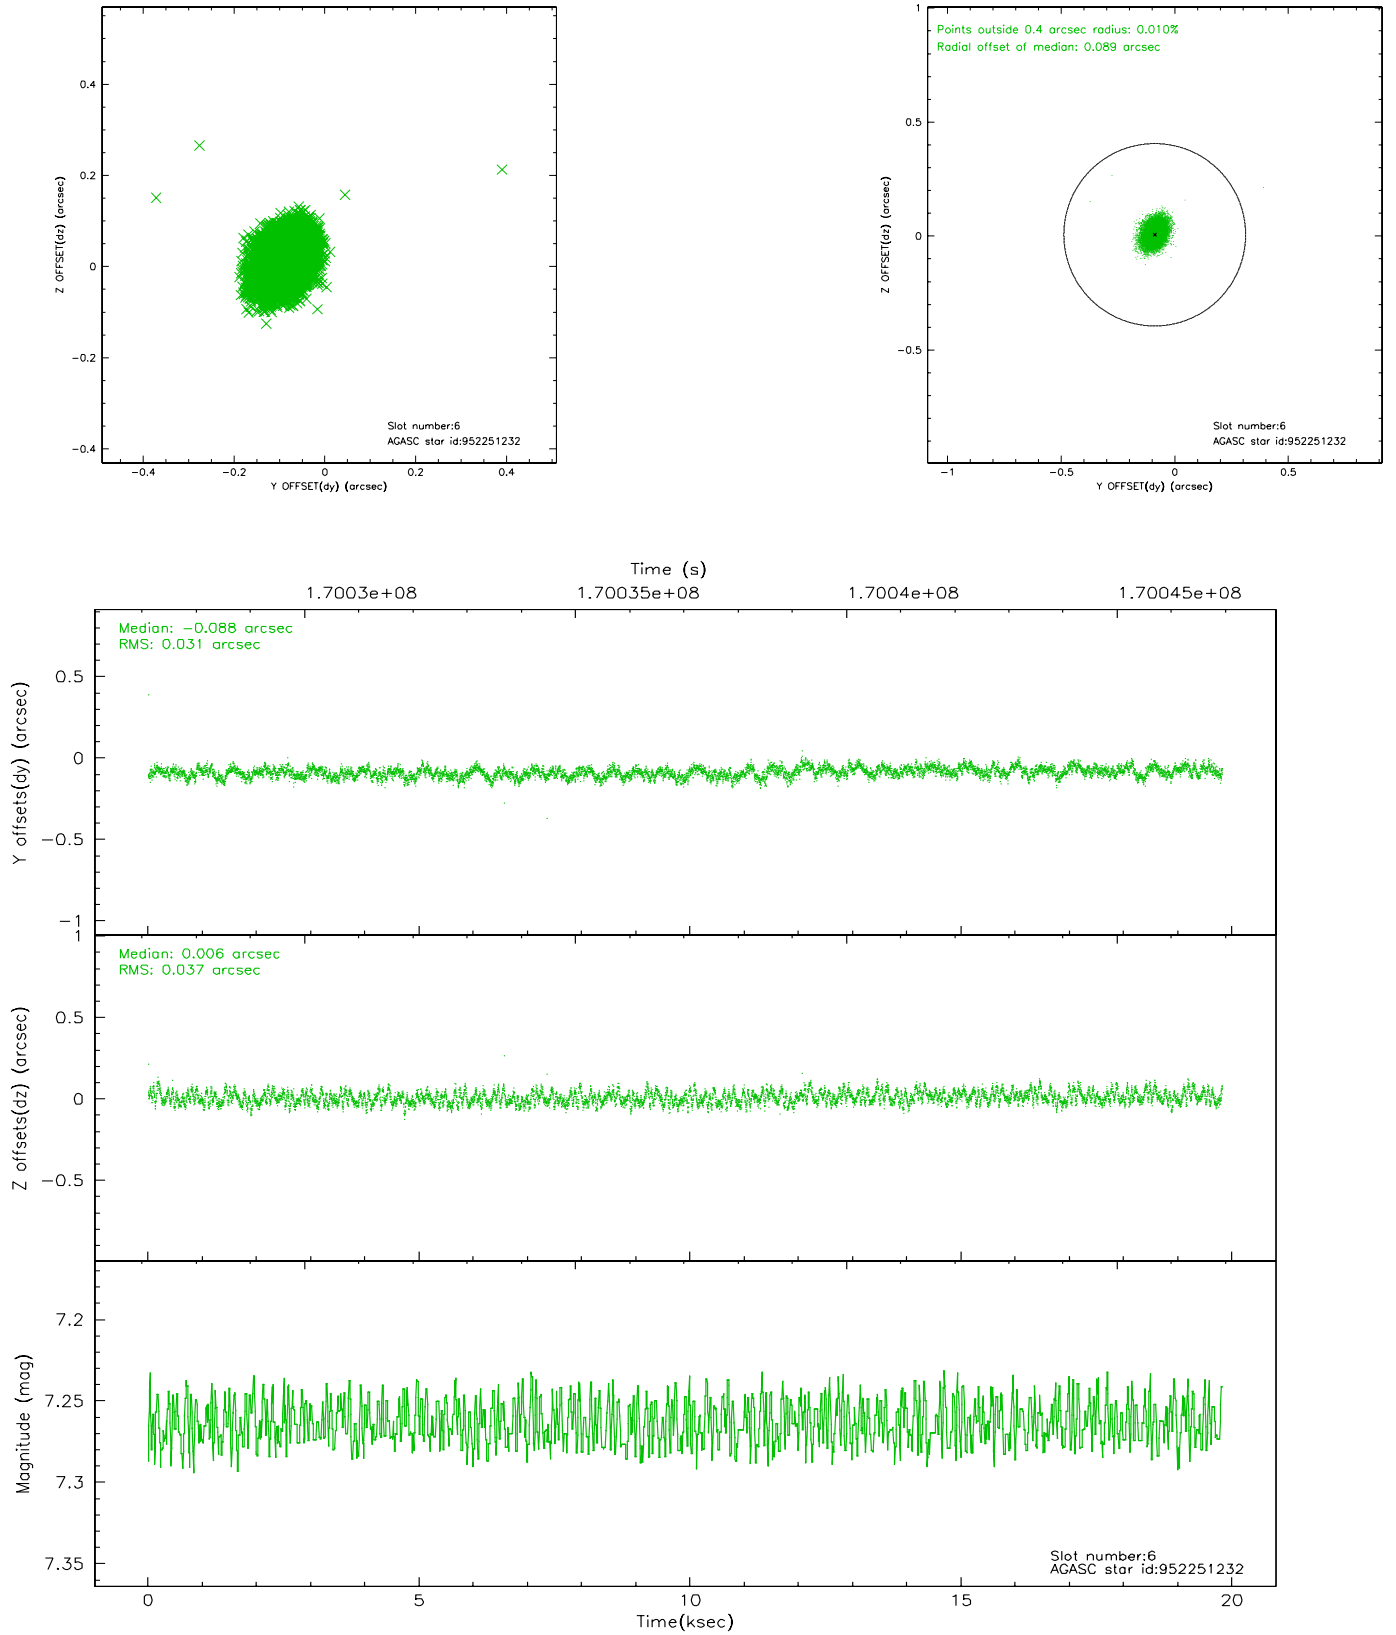 0.4
0.2
0
−0.2
−0.4
Z OFFSET(dz) (arcsec)
Slot number:6
AGASC star id:952251232
−0.4 −0.2 0 0.2 0.4
Y OFFSET(dy) (arcsec)
1
0.5
0
−0.5
Z OFFSET(dz) (arcsec)
Points outside 0.4 arcsec radius: 0.010%
Radial offset of median: 0.089 arcsec
Slot number:6
AGASC star id:952251232
−1 −0.5 0 0.5
Y OFFSET(dy) (arcsec)
Time (s)
1.7003e+08 1.70035e+08 1.7004e+08 1.70045e+08
Median: −0.088 arcsec
RMS: 0.031 arcsec
0.5
0
−0.5
−1
Y offsets(dy) (arcsec)
Median: 0.006 arcsec
RMS: 0.037 arcsec
1
0.5
0
−0.5
Z offsets(dz) (arcsec)
7.2
7.25
7.3
7.35
Magnitude (mag)
Slot number:6
AGASC star id:952251232
0 5 10 15 20
Time(ksec)